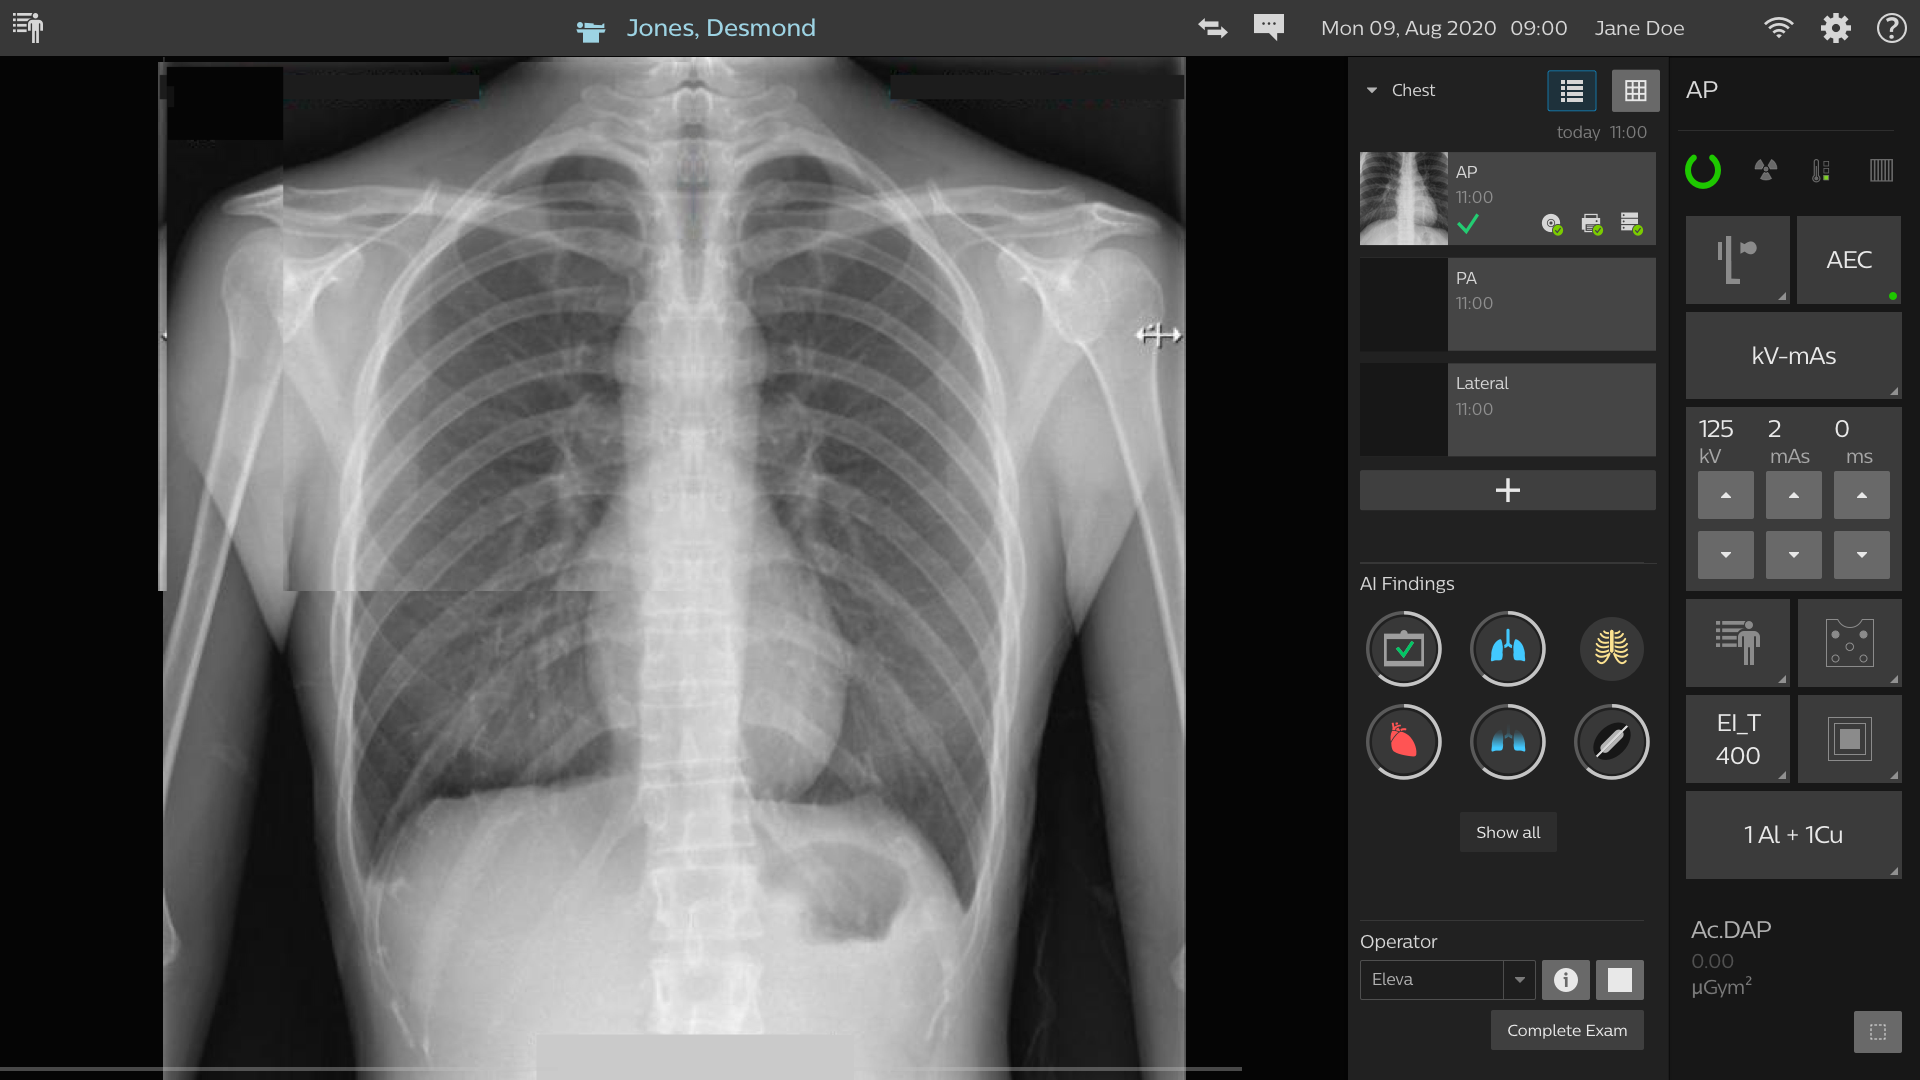 Jones, Desmond
Mon 09, Aug 2020 09:00 Jane Doe
Chest
today 11:00
AP
11:00
PA
11:00
Lateral
11:00
AI Findings
Show all
Operator
Eleva
Complete Exam
AP
AEC
kV-mAs
125 2 0
kV mAs ms
EI_T
400
1 Al + 1Cu
Ac.DAP
0.00
µGym²